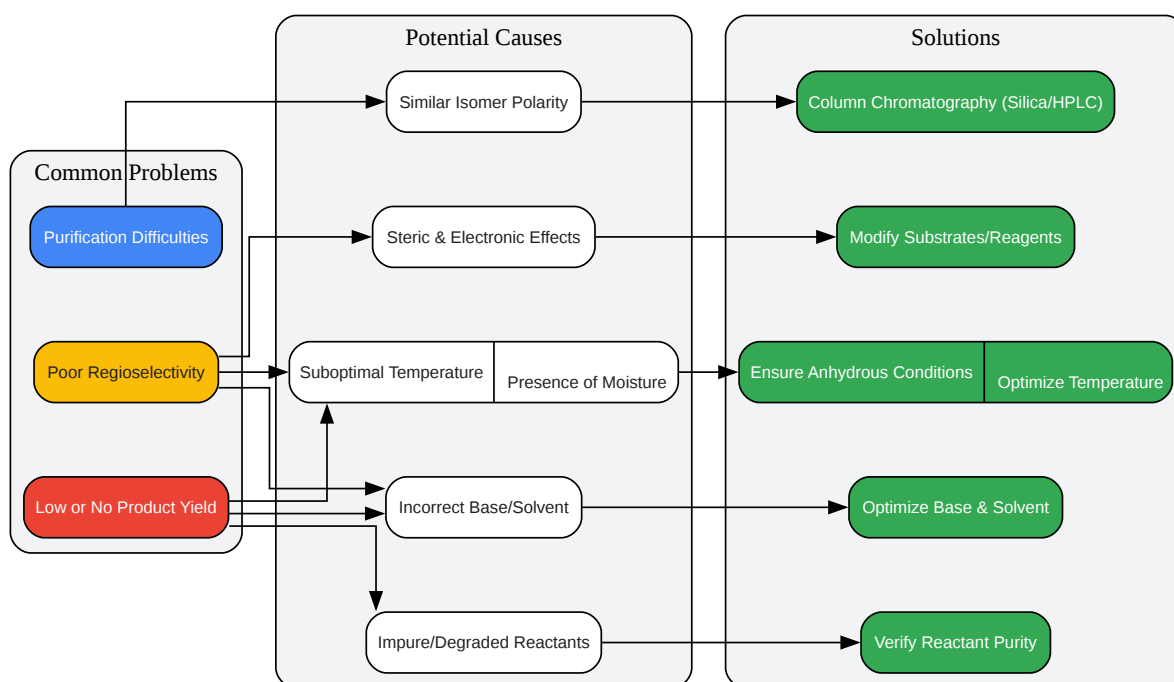 Potential Causes
Solutions
Similar Isomer Polarity
Column Chromatography (Silica/HPLC)
Common Problems
Purification Difficulties
Steric & Electronic Effects
Modify Substrates/Reagents
Poor Regioselectivity
Suboptimal Temperature
Presence of Moisture
Ensure Anhydrous Conditions
Optimize Temperature
Low or No Product Yield
Incorrect Base/Solvent
Optimize Base & Solvent
Impure/Degraded Reactants
Verify Reactant Purity